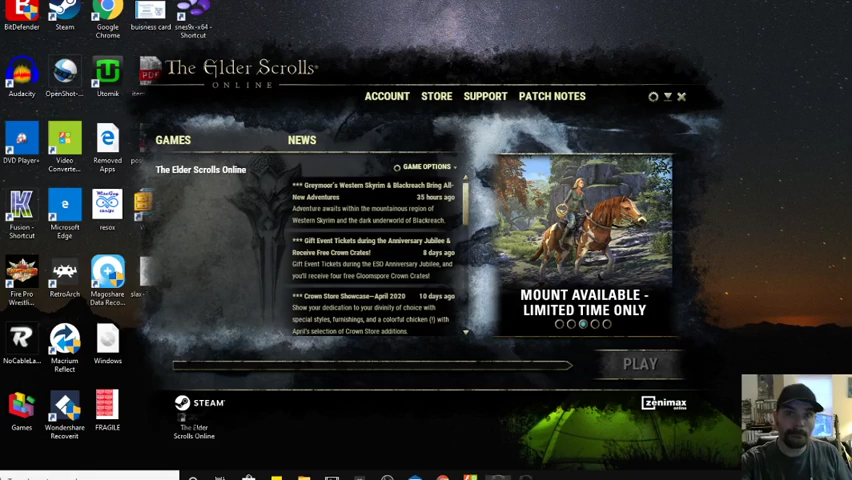 BitDefender
Steam
Google
Chrome
buisness card
snes9x-x64 -
Shortcut
The Elder Scrolls
ONLINE
ACCOUNT STORE SUPPORT PATCH NOTES
Audacity
OpenShot-...
Utomik
PDF
GAMES
NEWS
The Elder Scrolls Online
GAME OPTIONS
DVD Player+
Video
Converte...
Removed
Apps
*** Greymoor's Western Skyrim & Blackreach Bring All-
New Adventures 35 hours ago
Adventure awaits within the mountainous region of
Western Skyrim and the dark underworld of Blackreach.
Fusion -
Shortcut
Microsoft
Edge
resox
*** Gift Event Tickets during the Anniversary Jubilee &
Receive Free Crown Crates! 8 days ago
Gift Event Tickets during the ESO Anniversary Jubilee, and
you'll receive four free Gloomspore Crown Crates!
Fire Pro
Wrestli...
RetroArch
Magoshare
Data Reco...
*** Crown Store Showcase—April 2020 10 days ago
Show your dedication to your divinity of choice with
special styles, furnishings, and a colorful chicken (!) with
April's selection of Crown Store additions.
MOUNT AVAILABLE -
LIMITED TIME ONLY
NoCableLa...
Macrium
Reflect
Windows
PLAY
STEAM
zenimax
online
Games
Wondershare
Recoverit
FRAGILE
The Elder
Scrolls Online